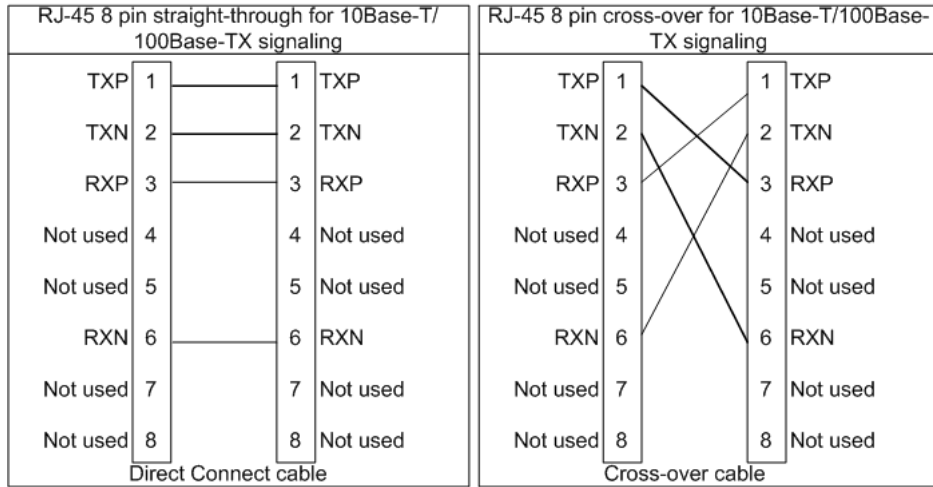 RJ-45 8 pin straight-through for 10Base-T/
100Base-TX signaling
TXP 1 1 TXP
TXN 2 2 TXN
RXP 3 3 RXP
Not used 4 4 Not used
Not used 5 5 Not used
RXN 6 6 RXN
Not used 7 7 Not used
Not used 8 8 Not used
Direct Connect cable
RJ-45 8 pin cross-over for 10Base-T/100Base-
TX signaling
TXP 1 1 TXP
TXN 2 2 TXN
RXP 3 3 RXP
Not used 4 4 Not used
Not used 5 5 Not used
RXN 6 6 RXN
Not used 7 7 Not used
Not used 8 8 Not used
Cross-over cable